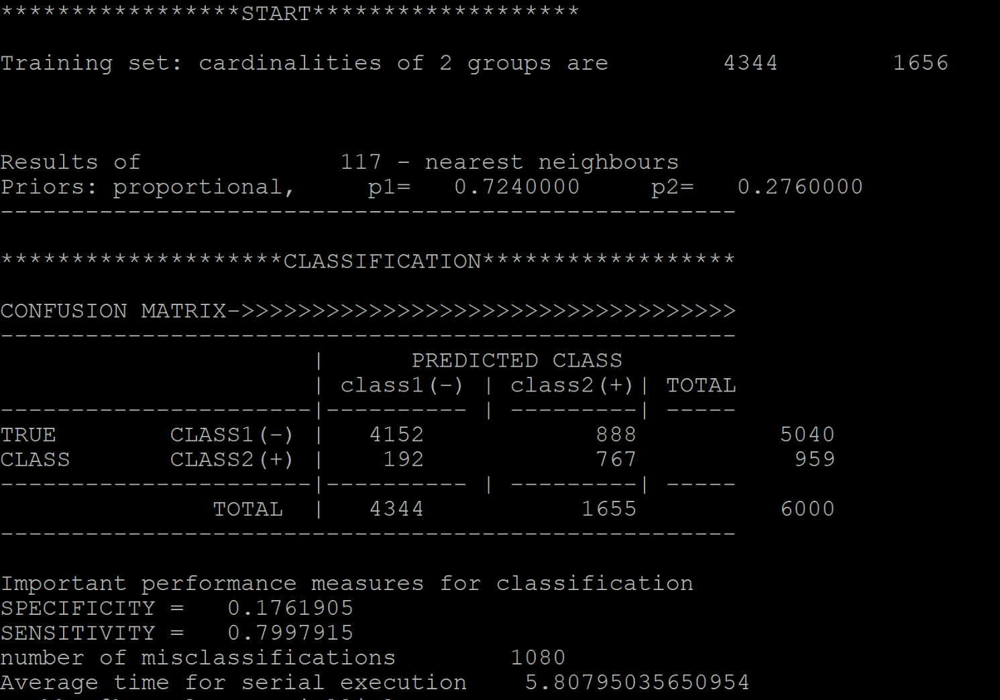 *****************START*******************
Training set: cardinalities of 2 groups are 4344 1656
Results of 117 - nearest neighbours
Priors: proportional, p1= 0.7240000 p2= 0.2760000
----------------------------------------------------
********************CLASSIFICATION******************
CONFUSION MATRIX->>>>>>>>>>>>>>>>>>>>>>>>>>>>>>>>>>>
----------------------------------------------------
| PREDICTED CLASS
| class1(-) | class2(+)| TOTAL
----------------------|---------- | ---------| -----
TRUE CLASS1(-) | 4152 888 5040
CLASS CLASS2(+) | 192 767 959
----------------------|---------- | ---------| -----
TOTAL | 4344 1655 6000
----------------------------------------------------
Important performance measures for classification
SPECIFICITY = 0.1761905
SENSITIVITY = 0.7997915
number of misclassifications 1080
Average time for serial execution 5.80795035650954